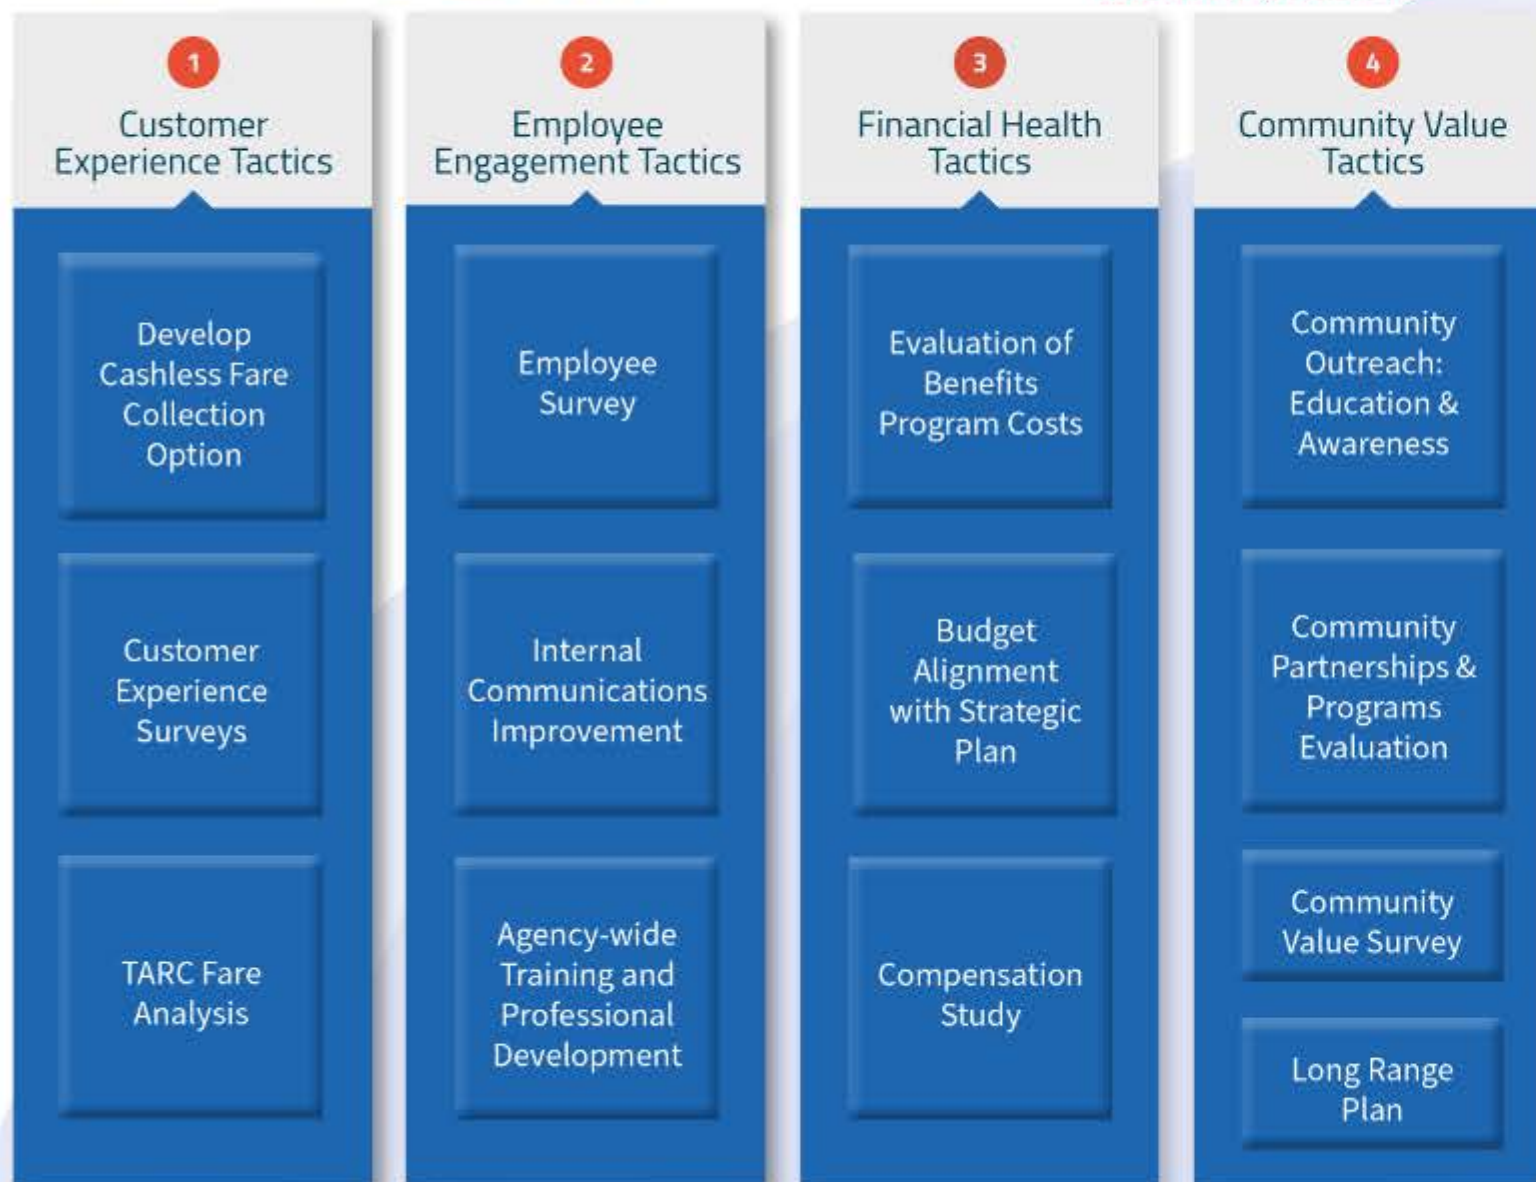 1
Customer
Experience Tactics
Develop
Cashless Fare
Collection
Option
Customer
Experience
Surveys
TARC Fare
Analysis
2
Employee
Engagement Tactics
Employee
Survey
Internal
Communications
Improvement
Agency-wide
Training and
Professional
Development
3
Financial Health
Tactics
Evaluation of
Benefits
Program Costs
Budget
Alignment
with Strategic
Plan
Compensation
Study
4
Community Value
Tactics
Community
Outreach:
Education &
Awareness
Community
Partnerships &
Programs
Evaluation
Community
Value Survey
Long Range
Plan